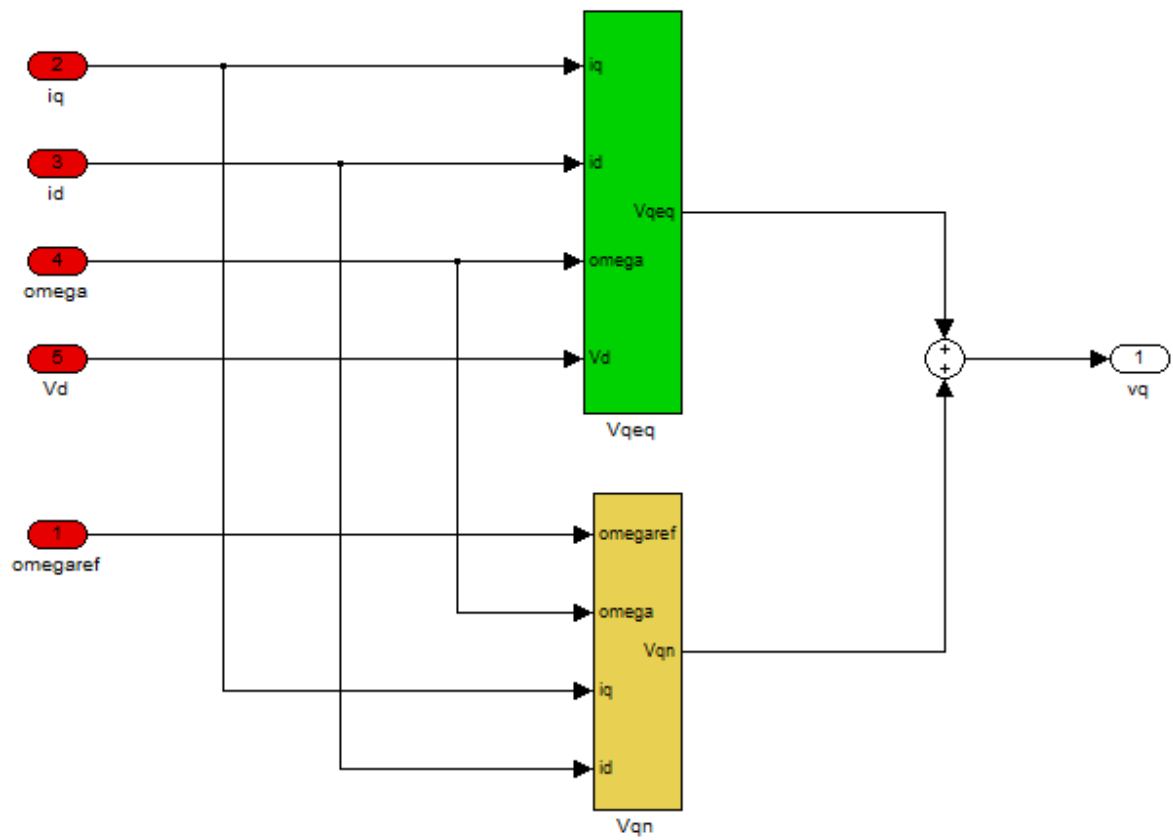 2
iq
3
id
4
omega
5
Vd
iq
id
omega
Vd
Vqeq
Vqeq
+
+
1
vq
1
omegaref
omegaref
omega
iq
id
Vqn
Vqn